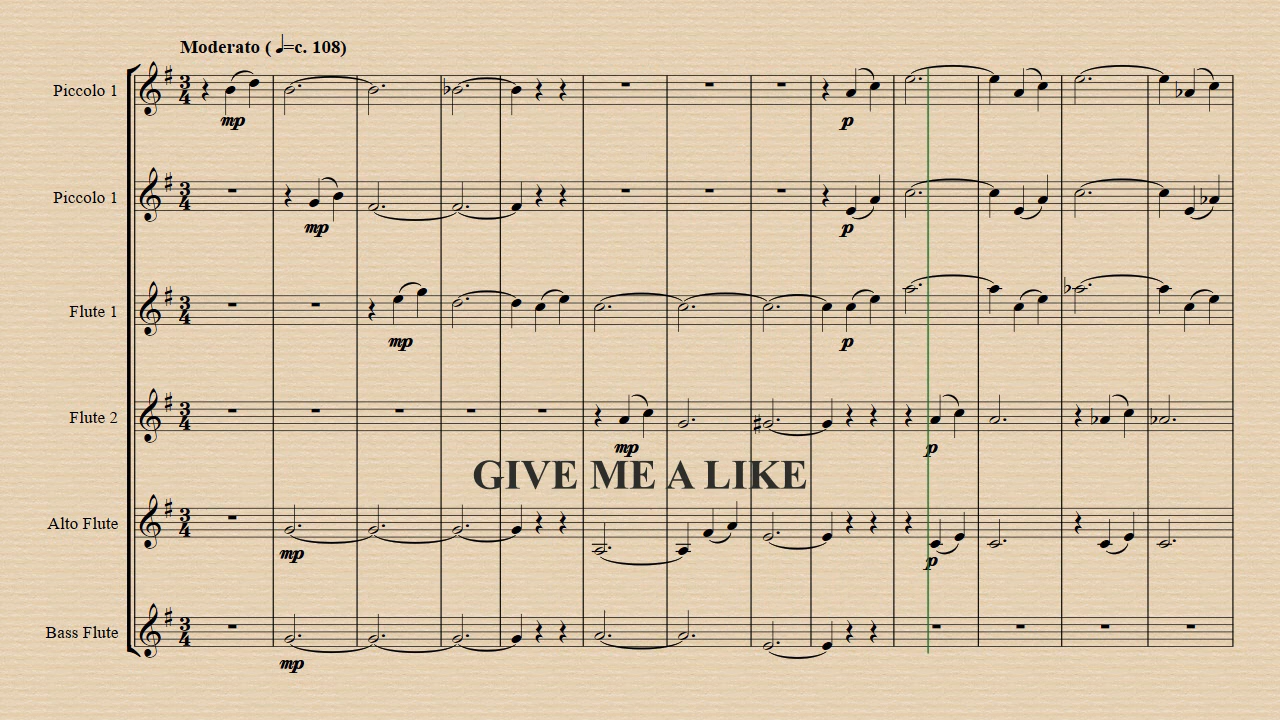 Moderato ( ♩=c. 108)
Piccolo 1
mp
p
Piccolo 1
mp
p
Flute 1
mp
p
Flute 2
mp
p
GIVE ME A LIKE
Alto Flute
mp
p
Bass Flute
mp